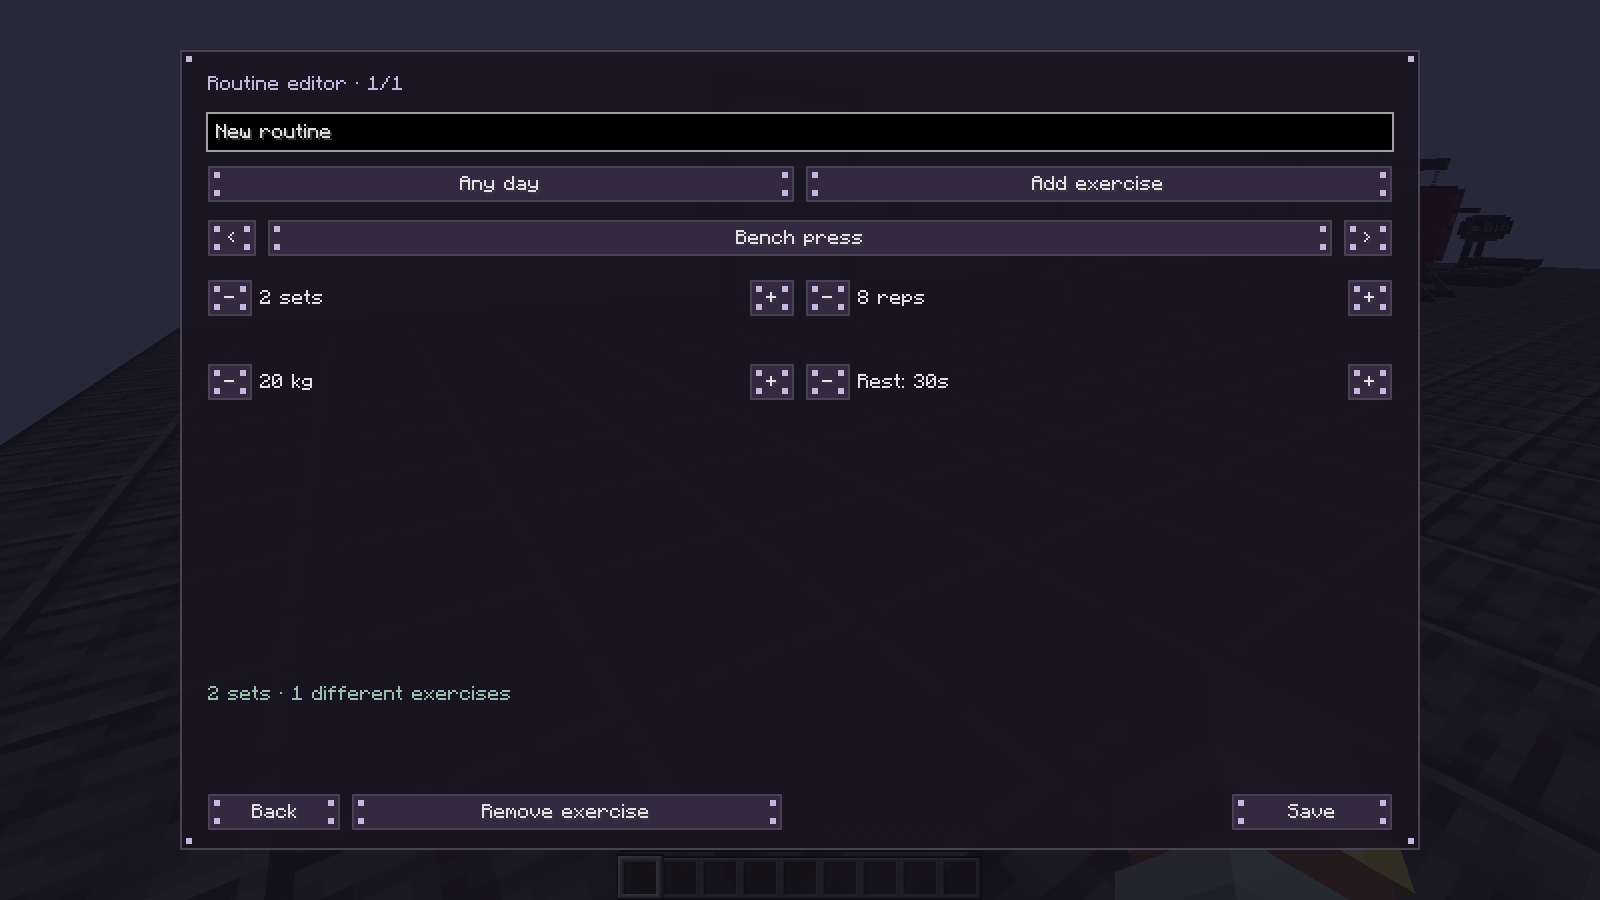 Routine editor · 1/1
New routine
Any day
Add exercise
< Bench press >
- 2 sets + - 8 reps +
- 20 kg + - Rest: 30s +
2 sets · 1 different exercises
Back
Remove exercise
Save